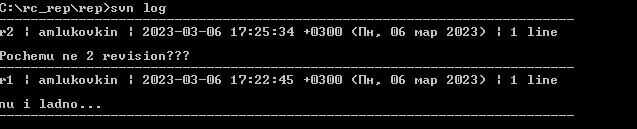 C:\rc_rep\rep>svn log
------------------------------------------------------------------------
r2 | amlukovkin | 2023-03-06 17:25:34 +0300 (Пн, 06 мар 2023) | 1 line
Pochemu ne 2 revision???
------------------------------------------------------------------------
r1 | amlukovkin | 2023-03-06 17:22:45 +0300 (Пн, 06 мар 2023) | 1 line
nu i ladno...
------------------------------------------------------------------------